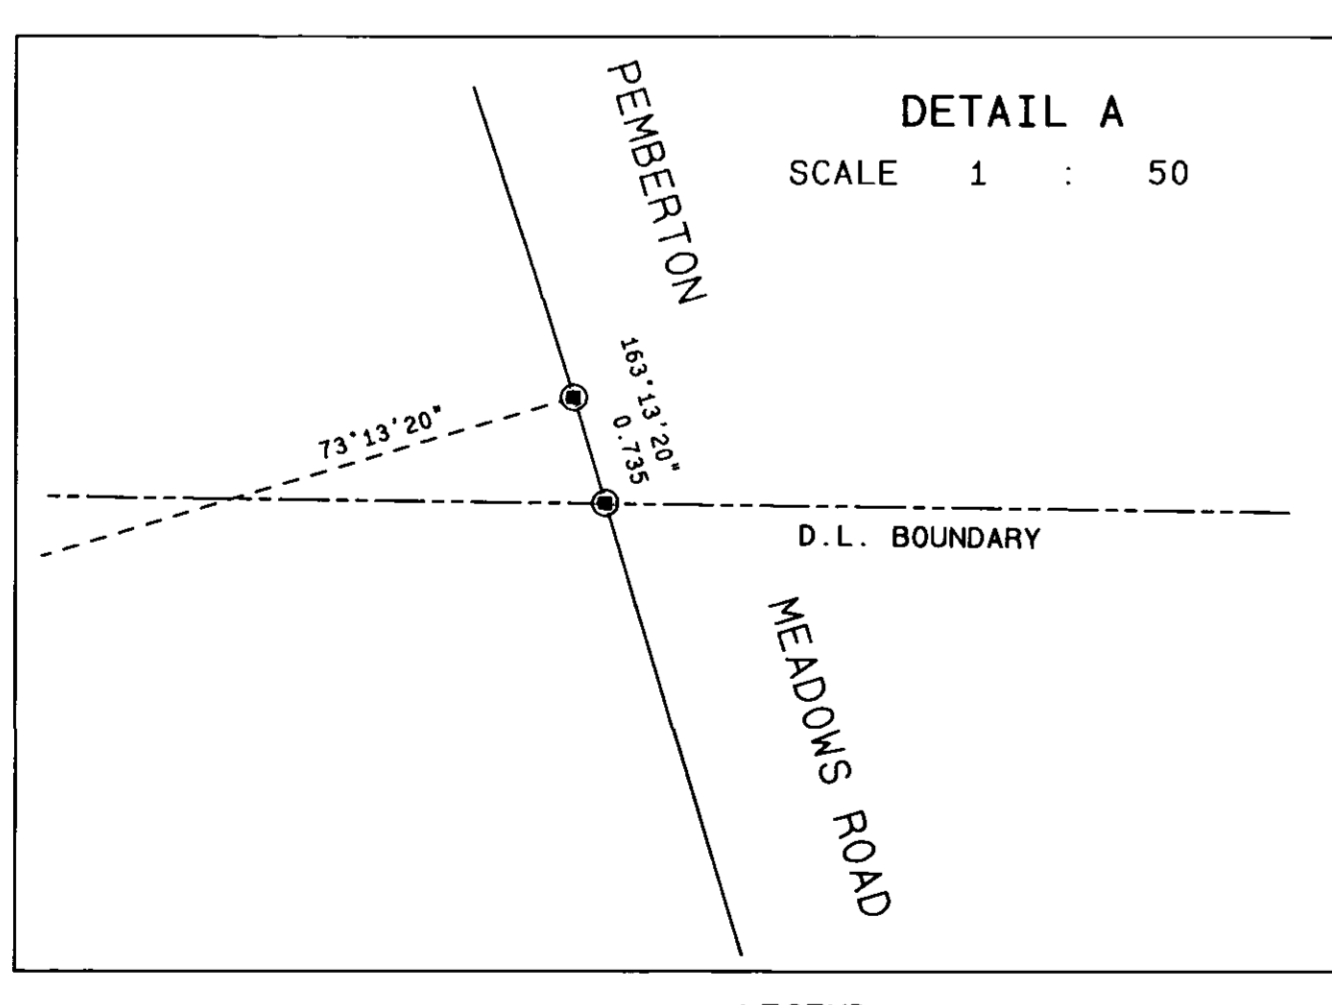 DETAIL A
SCALE 1 : 50
PEMBERTON
163°13'20"
0.735
73°13'20"
D.L. BOUNDARY
MEADOWS ROAD